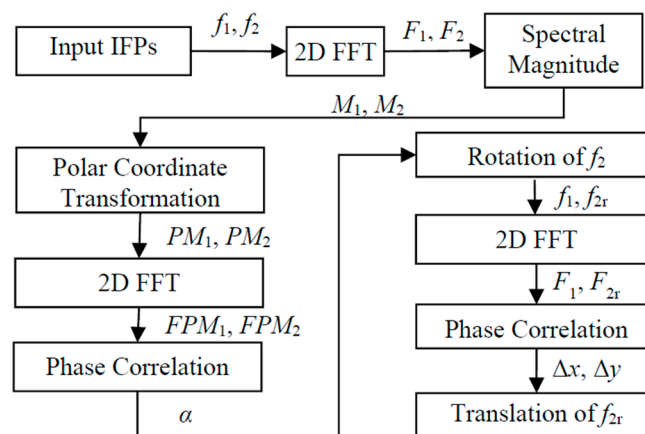 Input IFPs
f₁, f₂
2D FFT
F₁, F₂
Spectral
Magnitude
M₁, M₂
Polar Coordinate
Transformation
PM₁, PM₂
2D FFT
FPM₁, FPM₂
Phase Correlation
α
Rotation of f₂
f₁, f₂ᵣ
2D FFT
F₁, F₂ᵣ
Phase Correlation
Δx, Δy
Translation of f₂ᵣ